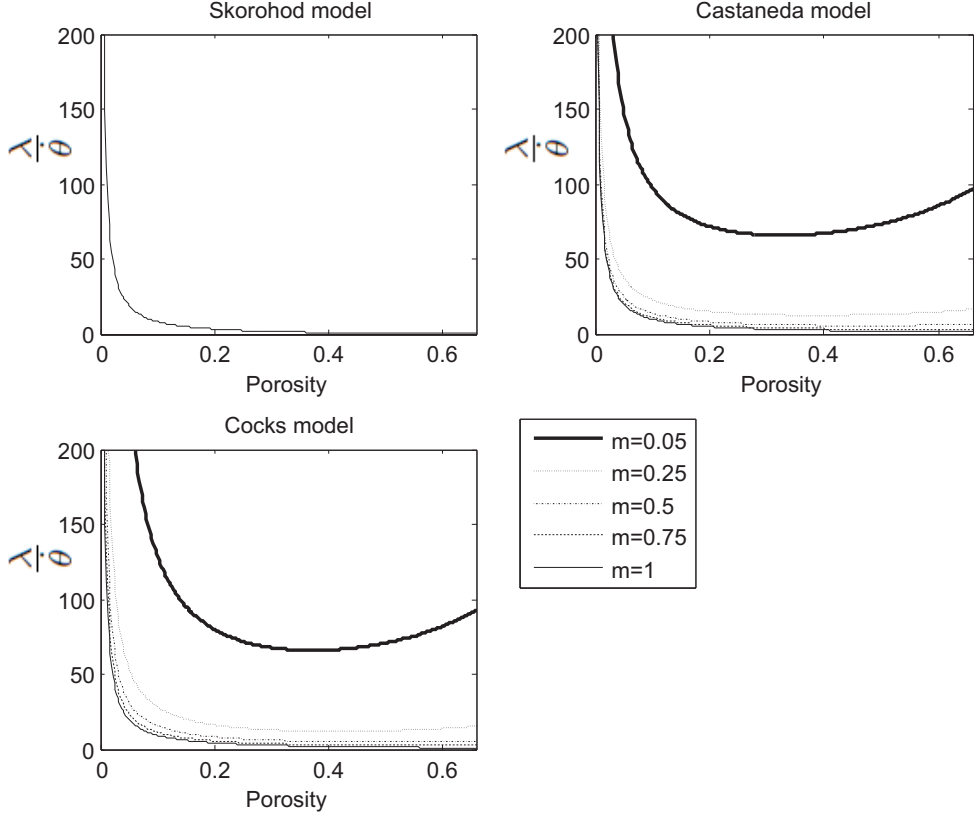 Skorohod model
200
150
100
50
0
λ
θ̇
0 0.2 0.4 0.6
Porosity
Castaneda model
200
150
100
50
0
λ
θ̇
0 0.2 0.4 0.6
Porosity
Cocks model
200
150
100
50
0
λ
θ̇
0 0.2 0.4 0.6
Porosity
m=0.05
m=0.25
m=0.5
m=0.75
m=1